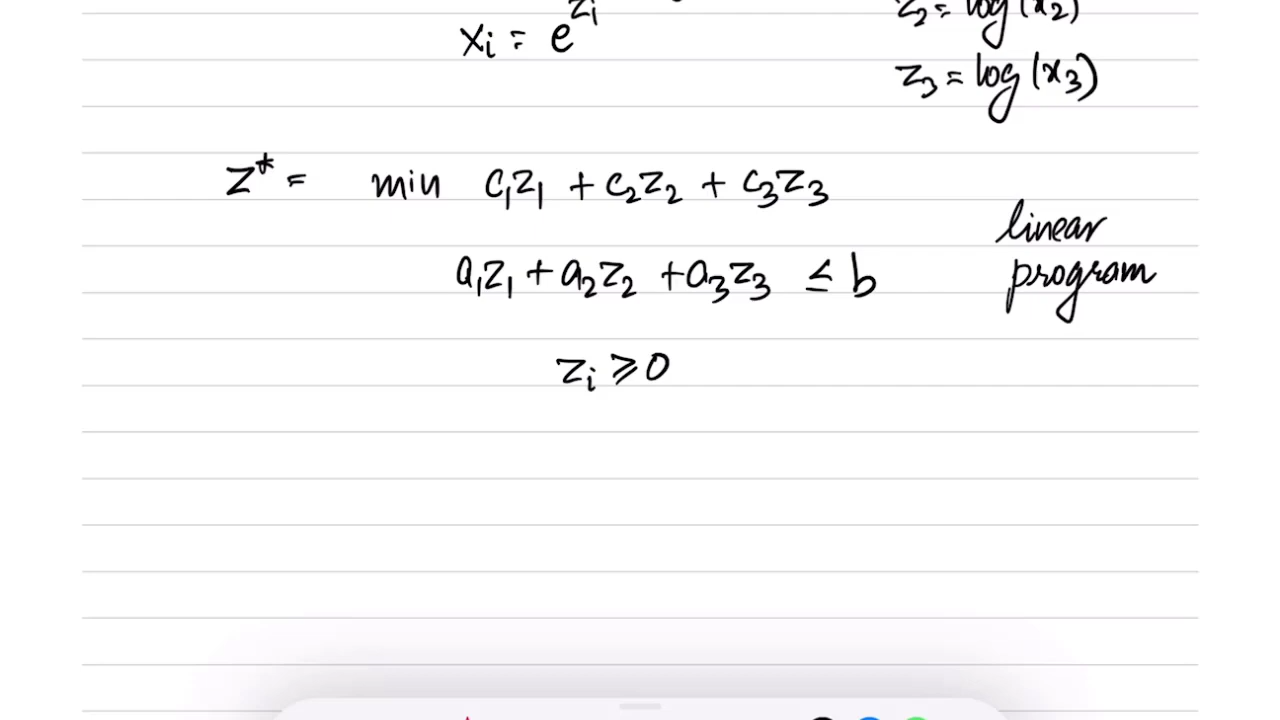 z₂ = log(x₂)
xᵢ = e^zᵢ
z₃ = log(x₃)
z* = min c₁z₁ + c₂z₂ + c₃z₃
linear
a₁z₁ + a₂z₂ + a₃z₃ ≤ b
program
zᵢ ≥ 0